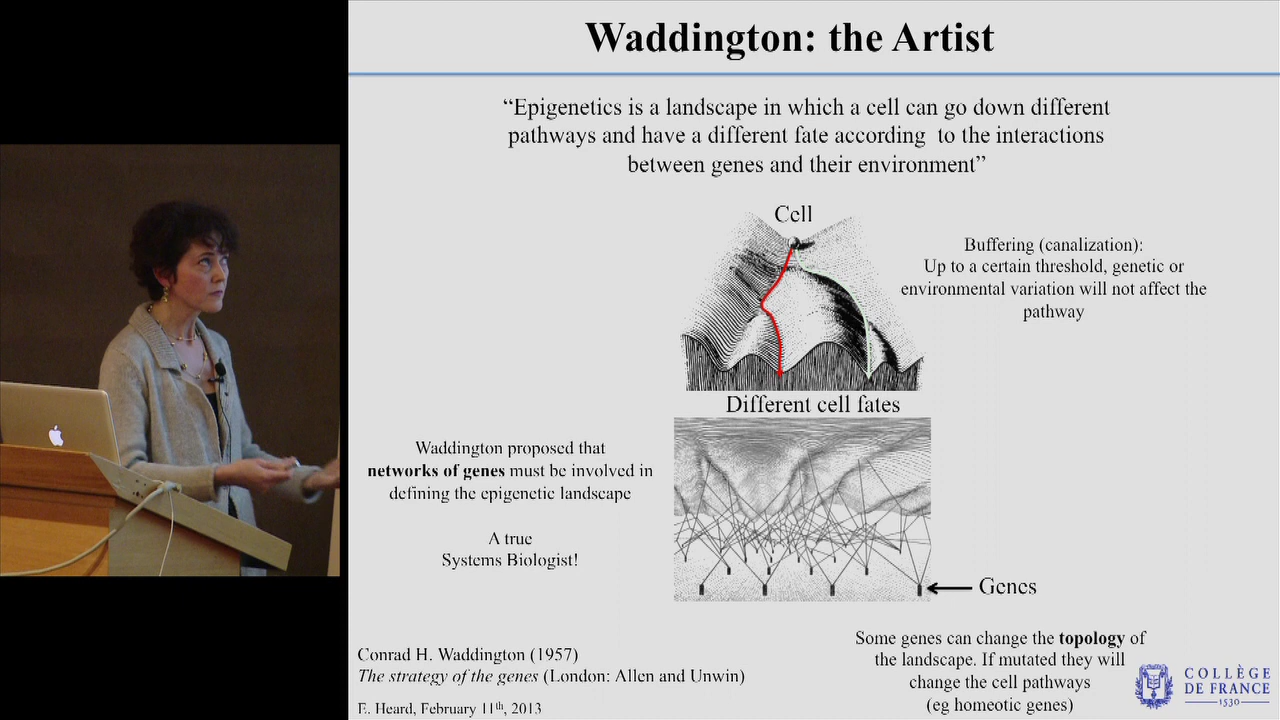 Waddington: the Artist
“Epigenetics is a landscape in which a cell can go down different
pathways and have a different fate according to the interactions
between genes and their environment”
Cell
Buffering (canalization):
Up to a certain threshold, genetic or
environmental variation will not affect the
pathway
Different cell fates
Waddington proposed that
networks of genes must be involved in
defining the epigenetic landscape
A true
Systems Biologist!
Genes
Some genes can change the topology of
the landscape. If mutated they will
change the cell pathways
(eg homeotic genes)
Conrad H. Waddington (1957)
The strategy of the genes (London: Allen and Unwin)
E. Heard, February 11th, 2013
COLLÈGE
DE FRANCE
1530